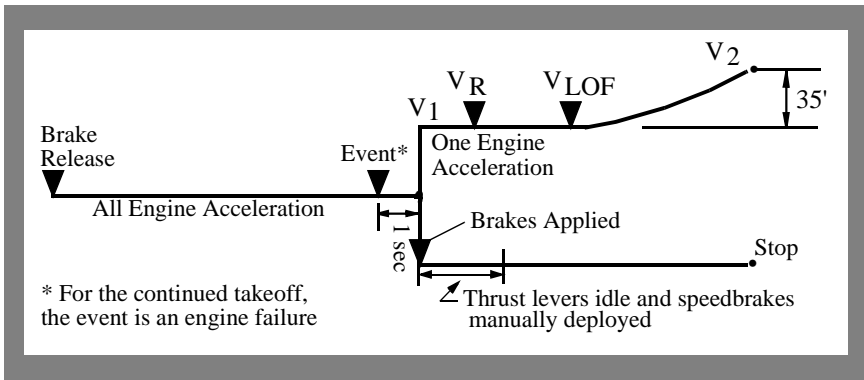 V2
VR
VLOF
35'
V1
Brake
Release
Event*
One Engine
Acceleration
All Engine Acceleration
1 sec
Brakes Applied
Stop
* For the continued takeoff,
the event is an engine failure
Thrust levers idle and speedbrakes
manually deployed